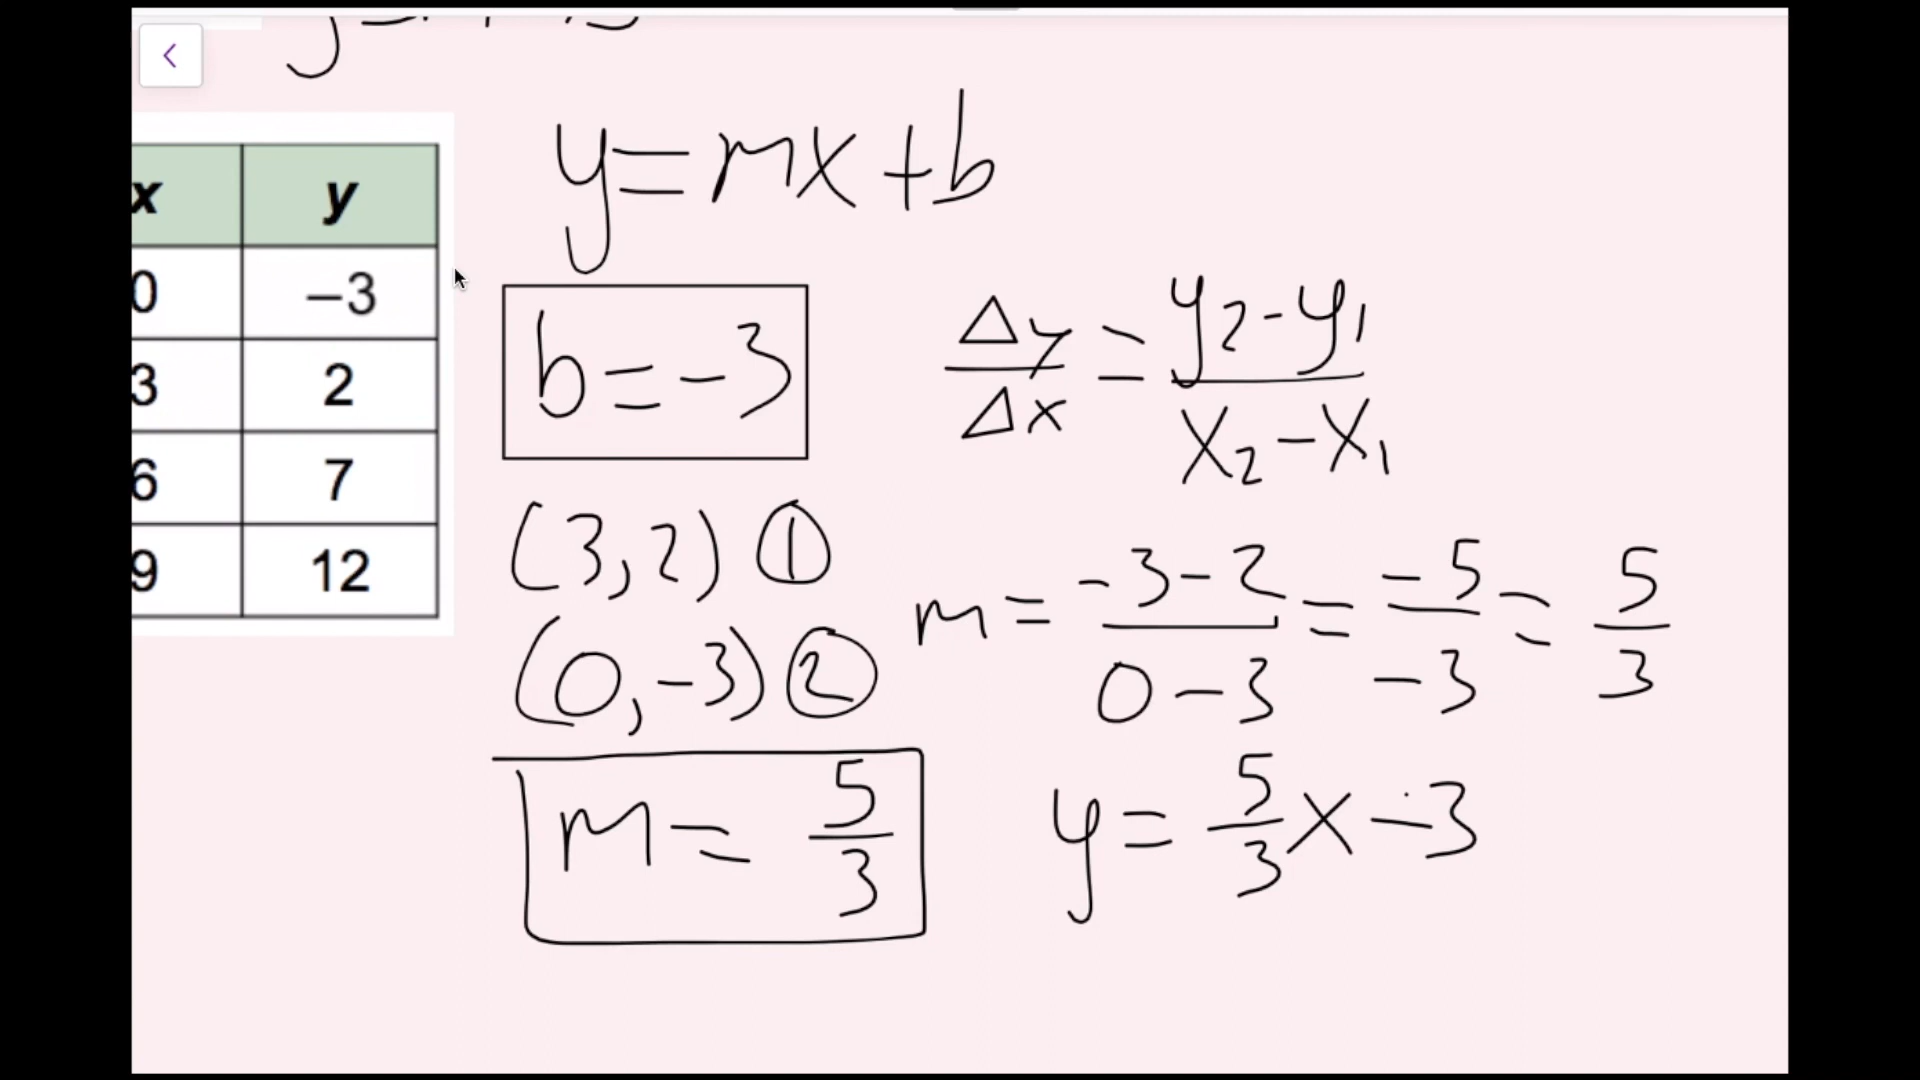 y=mx+b
x y
0 –3
3 2
6 7
9 12
b=-3
Δy/Δx = y₂-y₁/x₂-x₁
(3,2) ①
(0,-3) ②
m = -3-2/0-3 = -5/-3 = 5/3
m = 5/3
y = 5/3 x -3